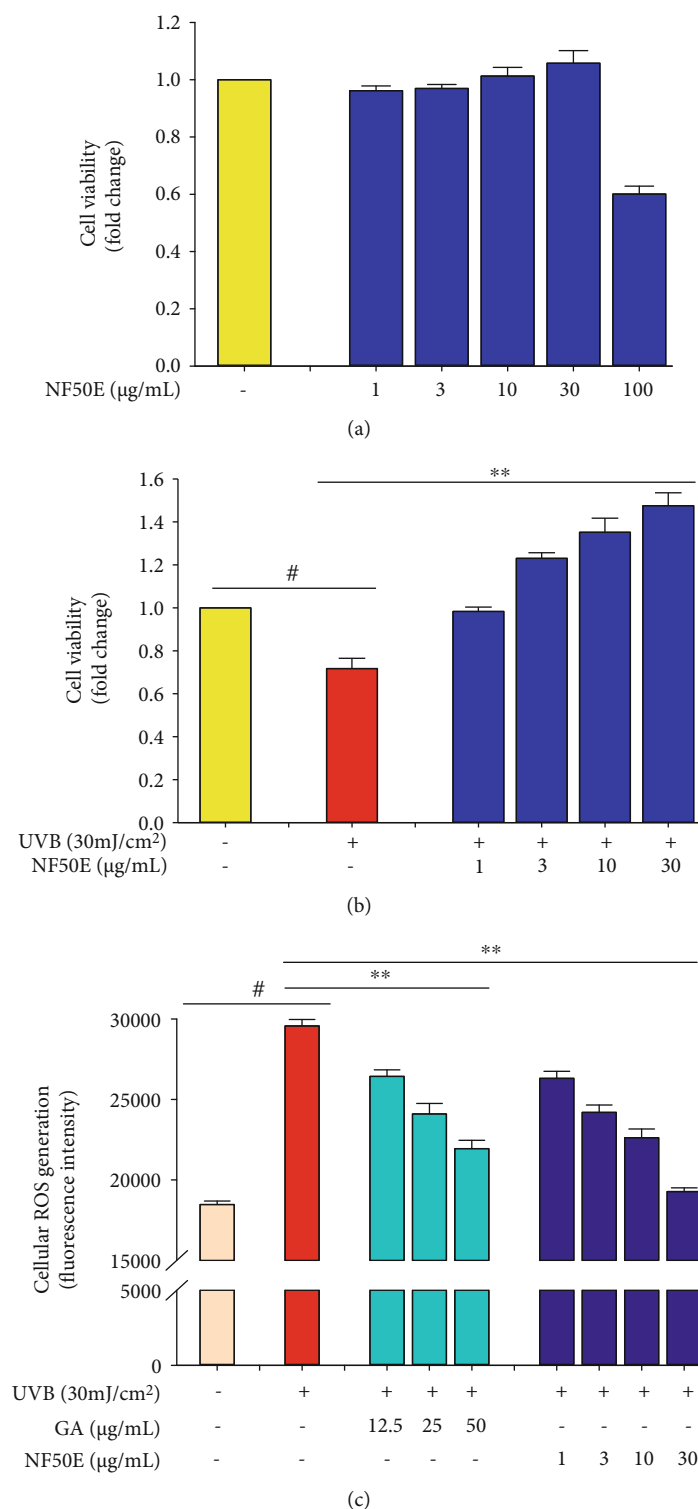 1.2
1.0
0.8
0.6
0.4
0.2
0.0
Cell viability
(fold change)
NF50E (μg/mL) - 1 3 10 30 100
(a)
**
#
1.6
1.4
1.2
1.0
0.8
0.6
0.4
0.2
0.0
Cell viability
(fold change)
UVB (30mJ/cm²) - + + + + +
NF50E (μg/mL) - - 1 3 10 30
(b)
**
**
#
30000
25000
20000
15000
5000
0
Cellular ROS generation
(fluorescence intensity)
UVB (30mJ/cm²) - + + + + + + + +
GA (μg/mL) - - 12.5 25 50 - - - -
NF50E (μg/mL) - - - - - 1 3 10 30
(c)